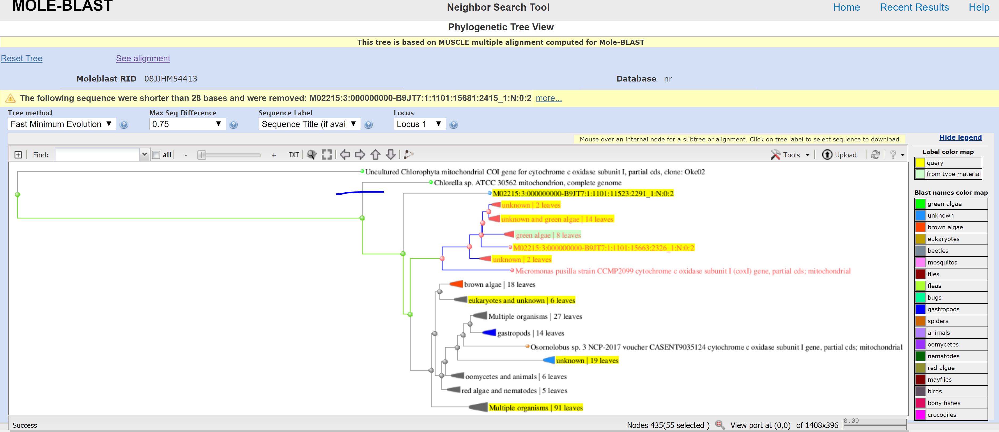 MOLE-BLAST Neighbor Search Tool Home Recent Results Help
Phylogenetic Tree View
This tree is based on MUSCLE multiple alignment computed for Mole-BLAST
Reset Tree See alignment
Moleblast RID 08JJHM54413 Database nr
The following sequence were shorter than 28 bases and were removed: M02215:3:000000000-B9JT7:1:1101:15681:2415_1:N:0:2 more...
Tree method Max Seq Difference Sequence Label Locus
Fast Minimum Evolution 0.75 Sequence Title (if avai Locus 1
Mouse over an internal node for a subtree or alignment. Click on tree label to select sequence to download
Hide legend
Find: all - + TXT Tools Upload ?
Uncultured Chlorophyta mitochondrial COI gene for cytochrome c oxidase subunit I, partial cds, clone: Okc02
Chlorella sp. ATCC 30562 mitochondrion, complete genome
M02215:3:000000000-B9JT7:1:1101:11523:2291_1:N:0:2
unknown | 2 leaves
unknown and green algae | 14 leaves
green algae | 8 leaves
M02215:3:000000000-B9JT7:1:1101:15663:2326_1:N:0:2
unknown | 2 leaves
Micromonas pusilla strain CCMP2099 cytochrome c oxidase subunit I (coxI) gene, partial cds; mitochondrial
brown algae | 18 leaves
eukaryotes and unknown | 6 leaves
Multiple organisms | 27 leaves
gastropods | 14 leaves
Osornolobus sp. 3 NCP-2017 voucher CASENT9035124 cytochrome c oxidase subunit I gene, partial cds; mitochondrial
unknown | 19 leaves
oomycetes and animals | 6 leaves
red algae and nematodes | 5 leaves
Multiple organisms | 91 leaves
Label color map
query
from type material
Blast names color map
green algae
unknown
brown algae
eukaryotes
beetles
mosquitos
flies
fleas
bugs
gastropods
spiders
animals
oomycetes
nematodes
red algae
mayflies
birds
bony fishes
crocodiles
Success Nodes 435(55 selected ) View port at (0,0) of 1408x396 0.09